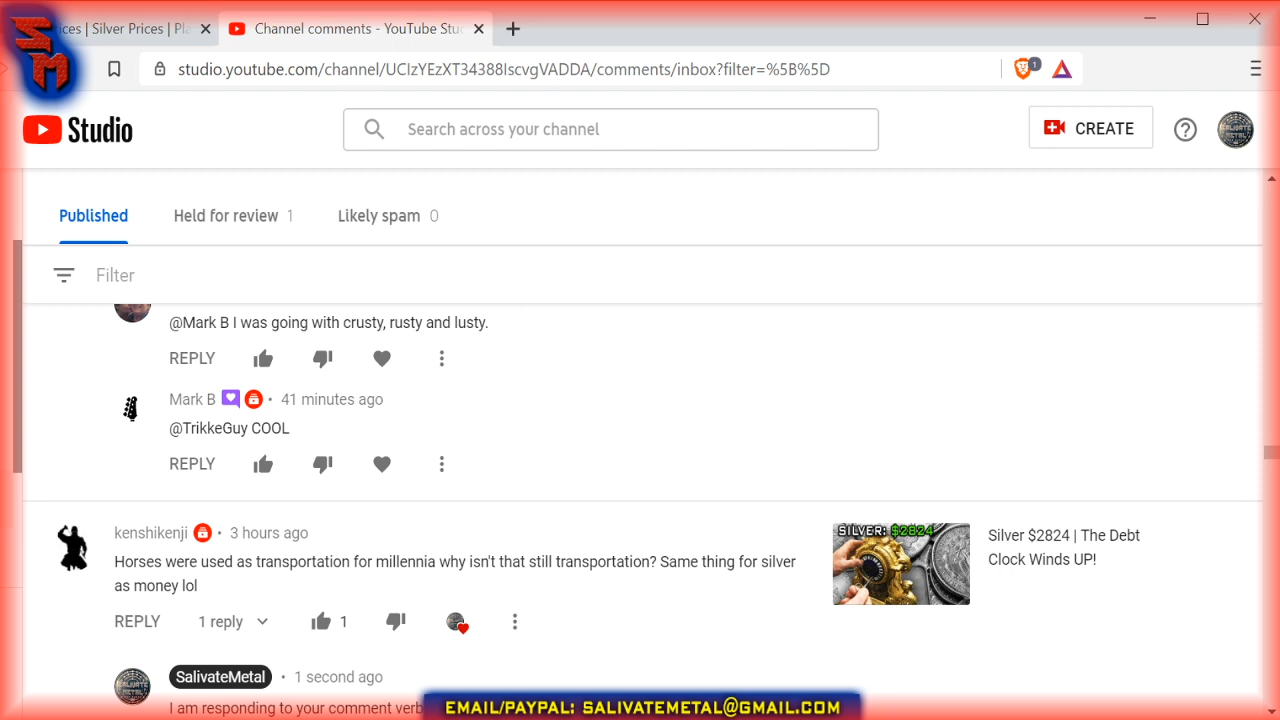 ices | Silver Prices | Pla
Channel comments - YouTube Stu
studio.youtube.com/channel/UCIzYEzXT34388IscvgVADDA/comments/inbox?filter=%5B%5D
1
SM
Studio
Search across your channel
CREATE
Published
Held for review 1
Likely spam 0
Filter
@Mark B I was going with crusty, rusty and lusty.
REPLY
Mark B • 41 minutes ago
@TrikkeGuy COOL
REPLY
kenshikenji • 3 hours ago
Horses were used as transportation for millennia why isn't that still transportation? Same thing for silver
as money lol
REPLY 1 reply 1
SILVER: $2824
Silver $2824 | The Debt
Clock Winds UP!
SalivateMetal • 1 second ago
I am responding to your comment verb
EMAIL/PAYPAL: SALIVATEMETAL@GMAIL.COM